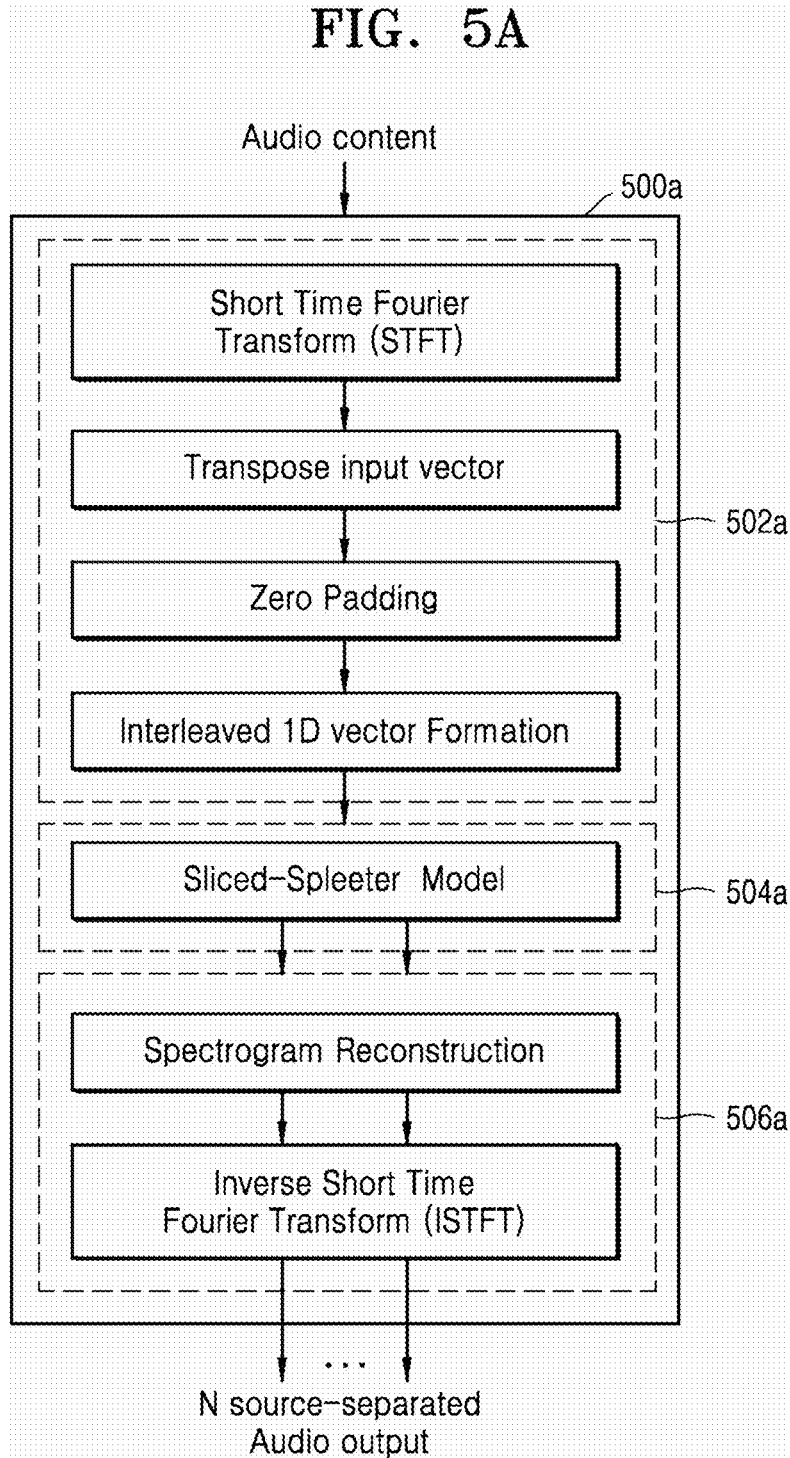 FIG. 5A
Audio content
500a
Short Time Fourier
Transform (STFT)
Transpose input vector
502a
Zero Padding
Interleaved 1D vector Formation
Sliced-Spleeter Model
504a
Spectrogram Reconstruction
506a
Inverse Short Time
Fourier Transform (ISTFT)
...
N source-separated
Audio output